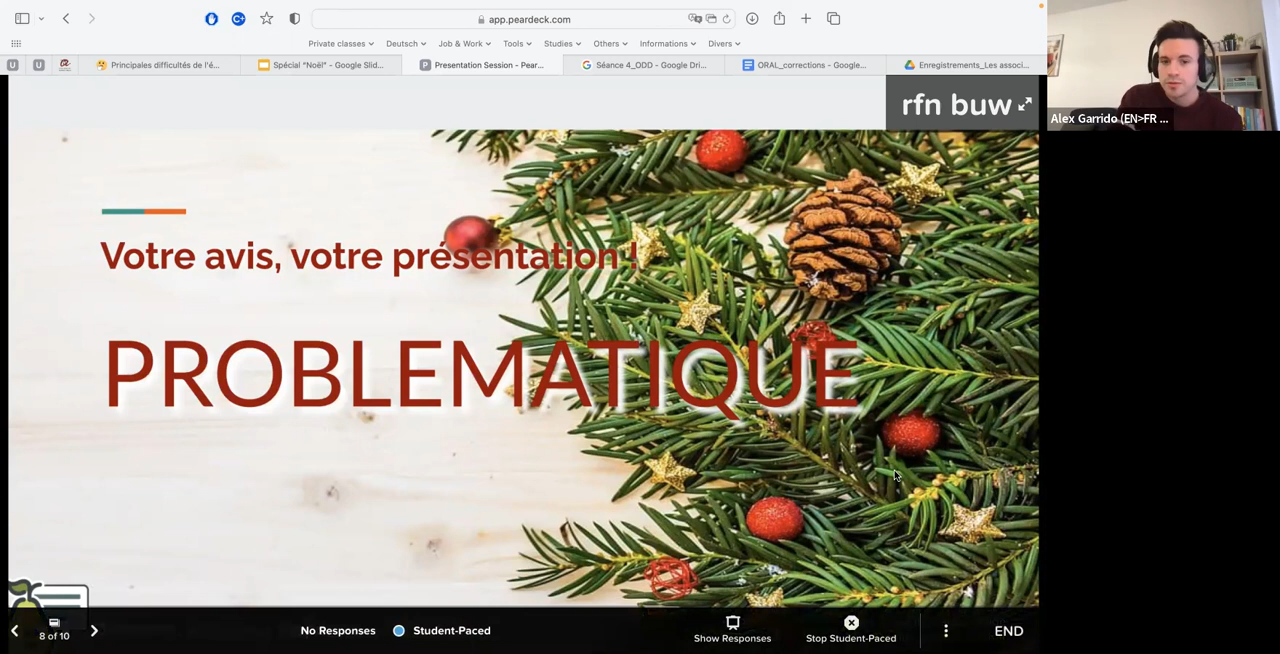 app.peardeck.com
Private classes Deutsch Job & Work Tools Studies Others Informations Divers
U U Principales difficultés de l'é... Spécial "Noël" - Google Slid... P Presentation Session - Pear... G Séance 4_ODD - Google Dri... ORAL_corrections - Google... Enregistrements_Les associ...
rfn buw
Alex Garrido (EN>FR ...
Votre avis, votre présentation !
PROBLEMATIQUE
8 of 10 No Responses Student-Paced Show Responses Stop Student-Paced END